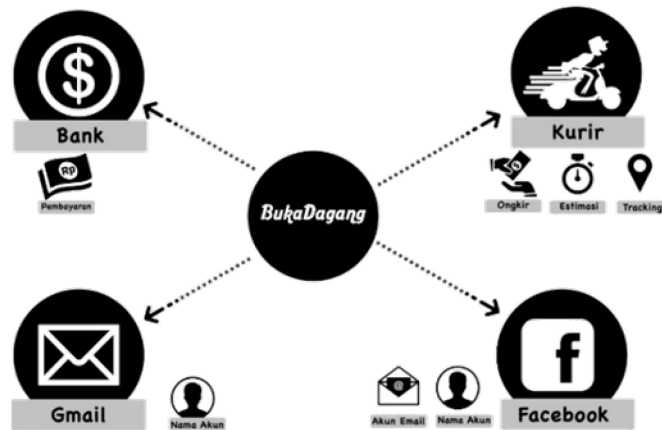 $
Bank
Rp
Pembayaran
Kurir
Ongkir
Estimasi
Tracking
BukaDagang
Gmail
Nama Akun
@
Akun Email
Nama Akun
f
Facebook